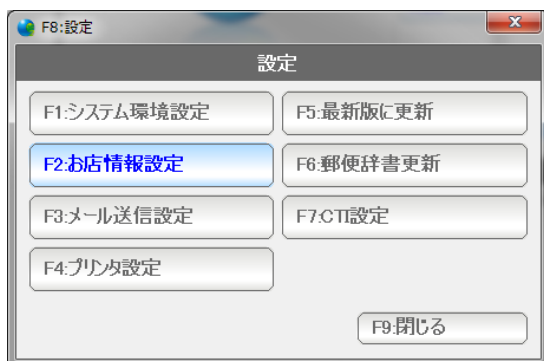 F8:設定
設定
F1:システム環境設定
F5:最新版に更新
F2:お店情報設定
F6:郵便辞書更新
F3:メール送信設定
F7:CTI設定
F4:プリンタ設定
F9:閉じる